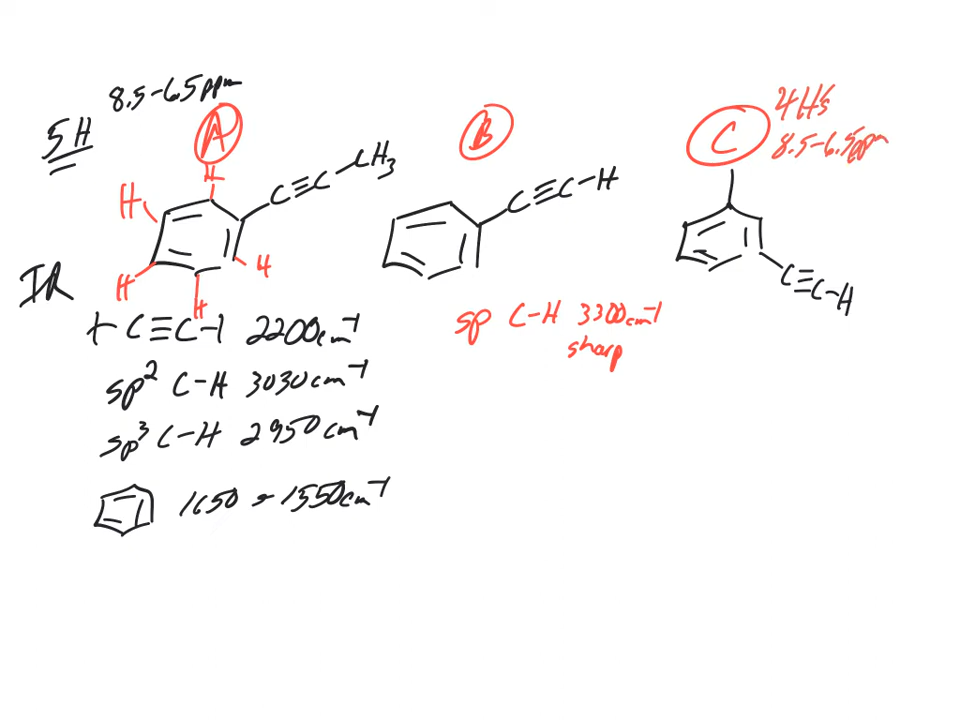 8.5-6.5ppm
5H
A
B
C
4H's
8.5-6.5ppm
H
H
H
H
H
C≡C-CH3
C≡C-H
C≡C-H
IR
+C≡C-| 2200cm⁻¹
sp² C-H 3030cm⁻¹
sp³ C-H 2950cm⁻¹
1650 + 1550cm⁻¹
sp C-H 3300cm⁻¹
sharp